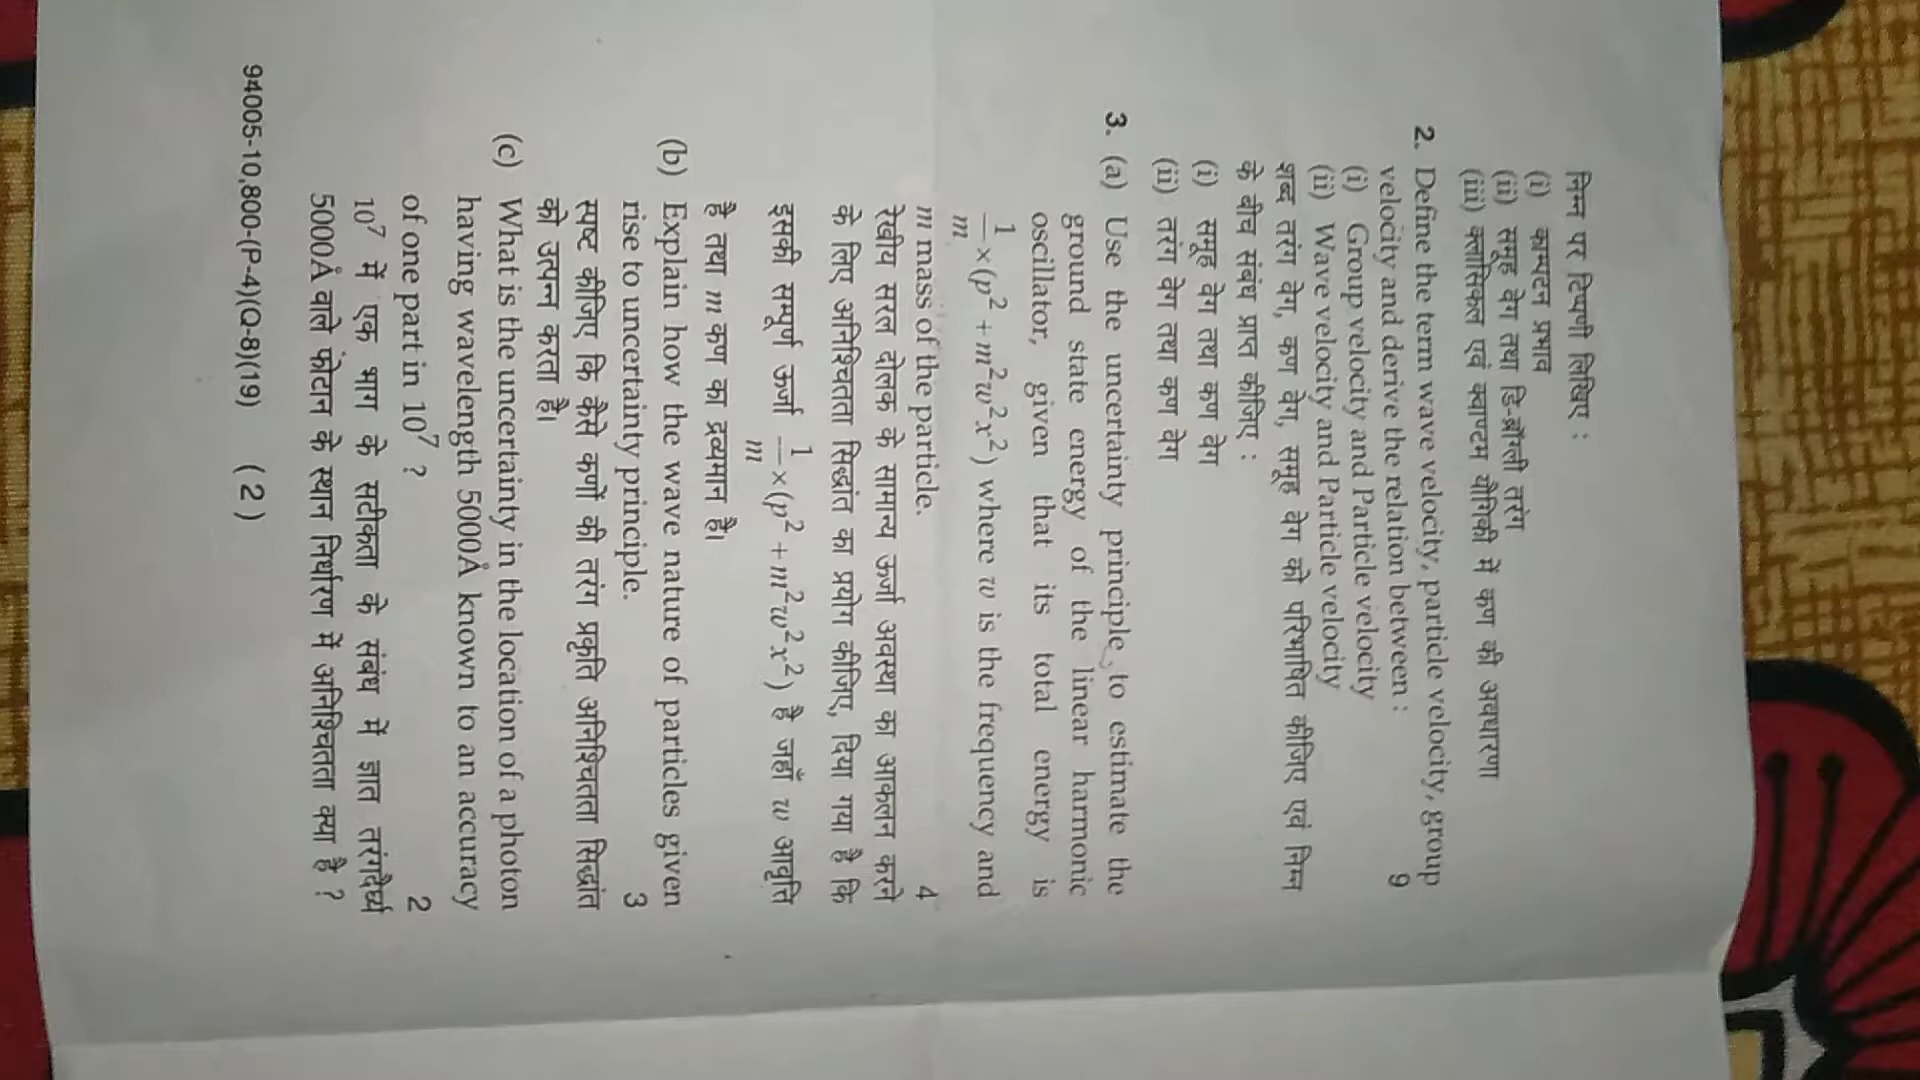 निम्न पर टिप्पणी लिखिए :
(i) काम्पटन प्रभाव
(ii) समूह वेग तथा डि-ब्रॉली तरंग
(iii) क्लासिकल एवं क्वाण्टम यौगिकी में कण की अवधारणा
2. Define the term wave velocity, particle velocity, group
velocity and derive the relation between : 9
(i) Group velocity and Particle velocity
(ii) Wave velocity and Particle velocity
शब्द तरंग वेग, कण वेग, समूह वेग को परिभाषित कीजिए एवं निम्न
के बीच संबंध प्राप्त कीजिए :
(i) समूह वेग तथा कण वेग
(ii) तरंग वेग तथा कण वेग
3. (a) Use the uncertainty principle to estimate the
ground state energy of the linear harmonic
oscillator, given that its total energy is
1/m ×(p² + m²w²x²) where w is the frequency and
m mass of the particle. 4
रेखीय सरल दोलक के सामान्य ऊर्जा अवस्था का आकलन करने
के लिए अनिश्चितता सिद्धांत का प्रयोग कीजिए, दिया गया है कि
इसकी सम्पूर्ण ऊर्जा 1/m ×(p² + m²w²x²) है जहाँ w आवृति
है तथा m कण का द्रव्यमान है।
(b) Explain how the wave nature of particles given
rise to uncertainty principle. 3
स्पष्ट कीजिए कि कैसे कणों की तरंग प्रकृति अनिश्चितता सिद्धांत
को उत्पन्न करता है।
(c) What is the uncertainty in the location of a photon
having wavelength 5000Å known to an accuracy
of one part in 10⁷ ? 2
10⁷ में एक भाग के सटीकता के संबंध में ज्ञात तरंगदैर्घ्य
5000Å वाले फोटान के स्थान निर्धारण में अनिश्चितता क्या है ?
94005-10,800-(P-4)(Q-8)(19) ( 2 )